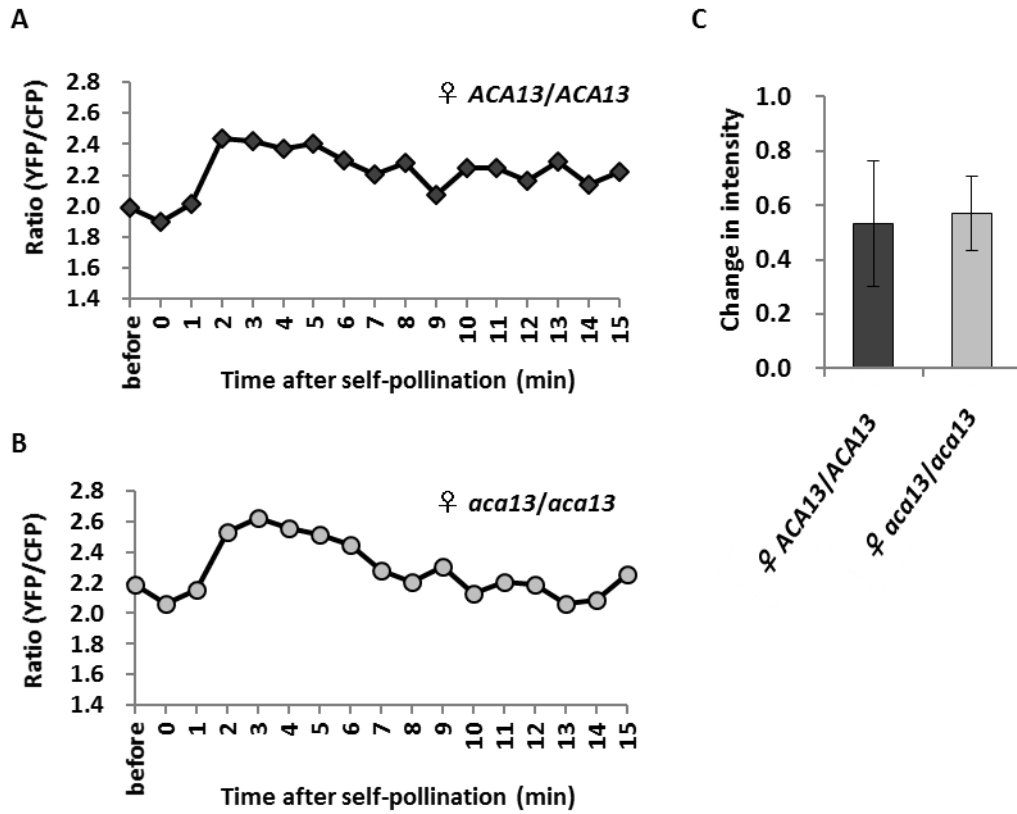 A
Ratio (YFP/CFP)
2.8
2.6
2.4
2.2
2.0
1.8
1.6
1.4
♀ ACA13/ACA13
before 0 1 2 3 4 5 6 7 8 9 10 11 12 13 14 15
Time after self-pollination (min)
B
Ratio (YFP/CFP)
2.8
2.6
2.4
2.2
2.0
1.8
1.6
1.4
♀ aca13/aca13
before 0 1 2 3 4 5 6 7 8 9 10 11 12 13 14 15
Time after self-pollination (min)
C
Change in intensity
1.0
0.8
0.6
0.4
0.2
0.0
♀ ACA13/ACA13
♀ aca13/aca13